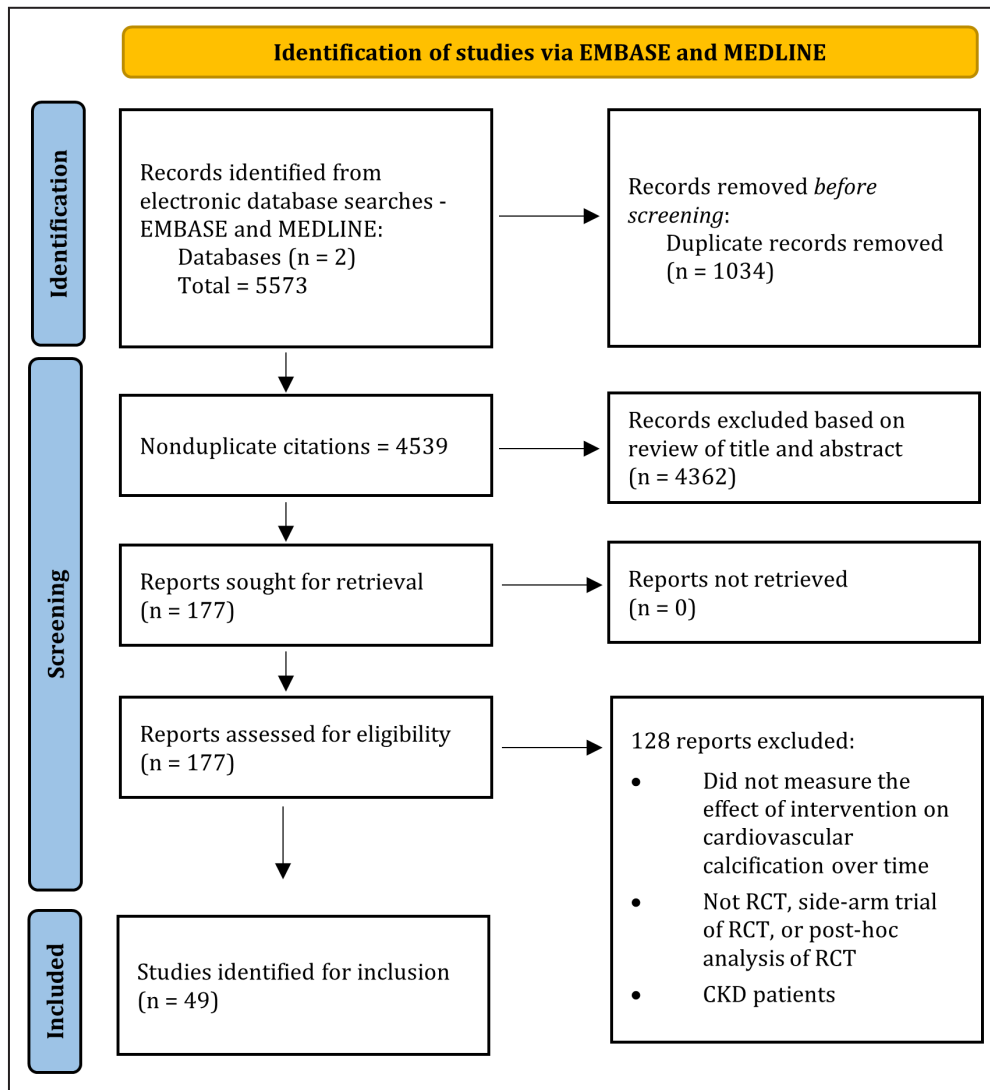 Identification of studies via EMBASE and MEDLINE
Identification
Records identified from
electronic database searches -
EMBASE and MEDLINE:
Databases (n = 2)
Total = 5573
Records removed before
screening:
Duplicate records removed
(n = 1034)
Screening
Nonduplicate citations = 4539
Records excluded based on
review of title and abstract
(n = 4362)
Reports sought for retrieval
(n = 177)
Reports not retrieved
(n = 0)
Reports assessed for eligibility
(n = 177)
128 reports excluded:
• Did not measure the
effect of intervention on
cardiovascular
calcification over time
• Not RCT, side-arm trial
of RCT, or post-hoc
analysis of RCT
• CKD patients
Included
Studies identified for inclusion
(n = 49)